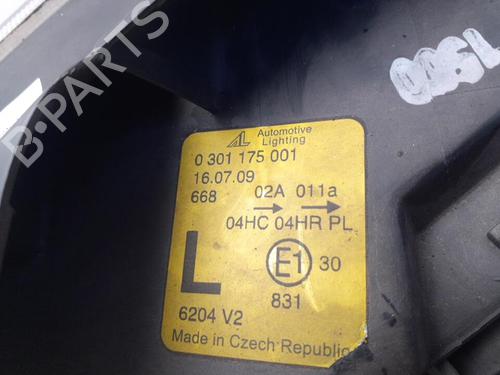 AL Automotive
Lighting
0 301 175 001
16.07.09
668 02A 011a
04HC 04HR PL
L E1 30
831
6204 V2
Made in Czech Republic
B-PARTS